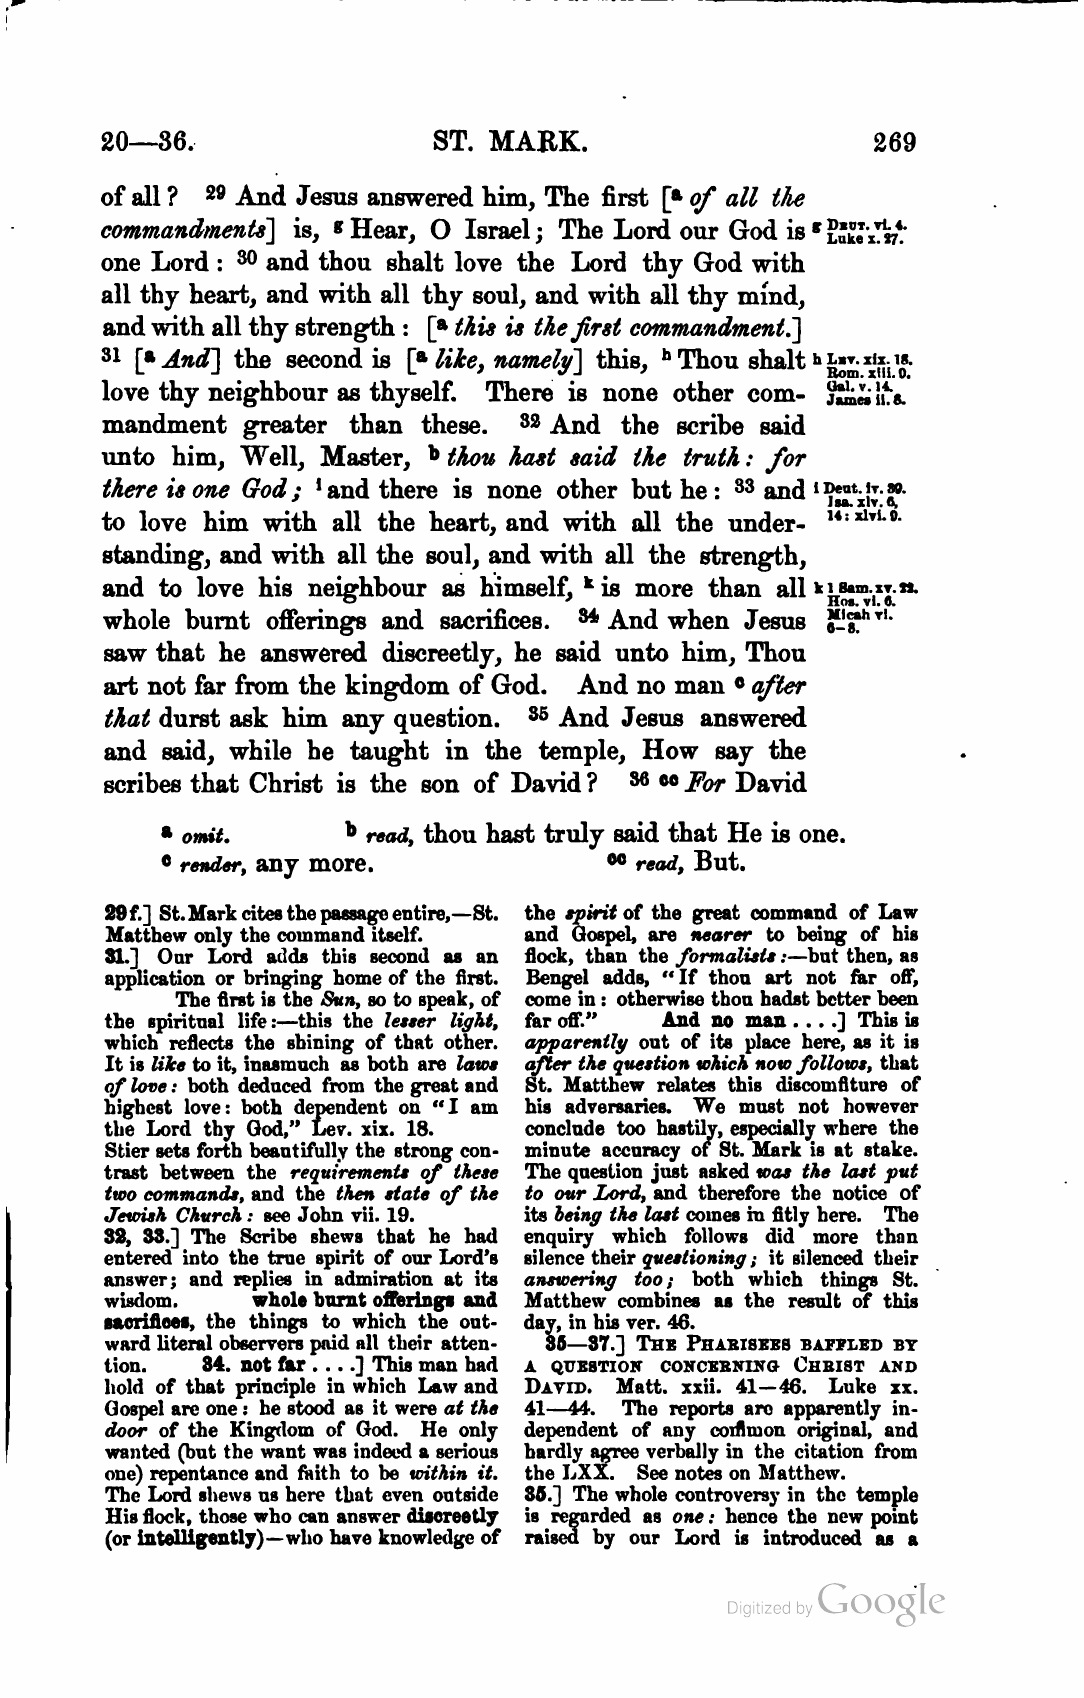 20—36. ST. MARK. 269
of all ? 29 And Jesus answered him, The first [a of all the
commandments] is, g Hear, O Israel; The Lord our God is
one Lord : 30 and thou shalt love the Lord thy God with
all thy heart, and with all thy soul, and with all thy mind,
and with all thy strength : [a this is the first commandment.]
31 [a And] the second is [a like, namely] this, h Thou shalt
love thy neighbour as thyself. There is none other com-
mandment greater than these. 32 And the scribe said
unto him, Well, Master, b thou hast said the truth: for
there is one God; i and there is none other but he : 33 and
to love him with all the heart, and with all the under-
standing, and with all the soul, and with all the strength,
and to love his neighbour as himself, k is more than all
whole burnt offerings and sacrifices. 34 And when Jesus
saw that he answered discreetly, he said unto him, Thou
art not far from the kingdom of God. And no man c after
that durst ask him any question. 35 And Jesus answered
and said, while he taught in the temple, How say the
scribes that Christ is the son of David ? 36 cc For David
g DEUT. vi. 4.
Luke x. 27.
h LEV. xix. 18.
Rom. xiii. 9.
Gal. v. 14.
James ii. 8.
i Deut. iv. 39.
Isa. xlv. 6,
14: xlvi. 9.
k 1 Sam. xv. 22.
Hos. vi. 6.
Micah vi.
6–8.
a omit. b read, thou hast truly said that He is one.
c render, any more. cc read, But.
29 f.] St. Mark cites the passage entire,—St.
Matthew only the command itself.
31.] Our Lord adds this second as an
application or bringing home of the first.
The first is the Sun, so to speak, of
the spiritual life :—this the lesser light,
which reflects the shining of that other.
It is like to it, inasmuch as both are laws
of love: both deduced from the great and
highest love: both dependent on “I am
the Lord thy God,” Lev. xix. 18.
Stier sets forth beautifully the strong con-
trast between the requirements of these
two commands, and the then state of the
Jewish Church: see John vii. 19.
32, 33.] The Scribe shews that he had
entered into the true spirit of our Lord's
answer; and replies in admiration at its
wisdom. whole burnt offerings and
sacrifices, the things to which the out-
ward literal observers paid all their atten-
tion. 34. not far . . . .] This man had
hold of that principle in which Law and
Gospel are one : he stood as it were at the
door of the Kingdom of God. He only
wanted (but the want was indeed a serious
one) repentance and faith to be within it.
The Lord shews us here that even outside
His flock, those who can answer discreetly
(or intelligently)—who have knowledge of
the spirit of the great command of Law
and Gospel, are nearer to being of his
flock, than the formalists :—but then, as
Bengel adds, “If thou art not far off,
come in : otherwise thou hadst better been
far off.” And no man . . . .] This is
apparently out of its place here, as it is
after the question which now follows, that
St. Matthew relates this discomfiture of
his adversaries. We must not however
conclude too hastily, especially where the
minute accuracy of St. Mark is at stake.
The question just asked was the last put
to our Lord, and therefore the notice of
its being the last comes in fitly here. The
enquiry which follows did more than
silence their questioning; it silenced their
answering too; both which things St.
Matthew combines as the result of this
day, in his ver. 46.
35—37.] THE PHARISEES BAFFLED BY
A QUESTION CONCERNING CHRIST AND
DAVID. Matt. xxii. 41—46. Luke xx.
41—44. The reports are apparently in-
dependent of any common original, and
hardly agree verbally in the citation from
the LXX. See notes on Matthew.
35.] The whole controversy in the temple
is regarded as one: hence the new point
raised by our Lord is introduced as a
Digitized by Google